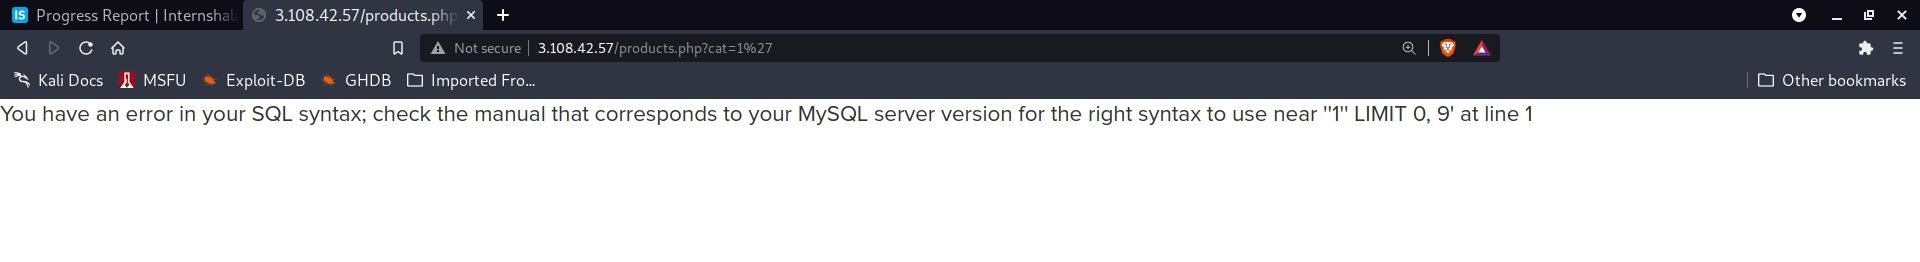 Progress Report | Internshala
3.108.42.57/products.php
Not secure 3.108.42.57/products.php?cat=1%27
Kali Docs MSFU Exploit-DB GHDB Imported Fro... Other bookmarks
You have an error in your SQL syntax; check the manual that corresponds to your MySQL server version for the right syntax to use near ''1'' LIMIT 0, 9' at line 1